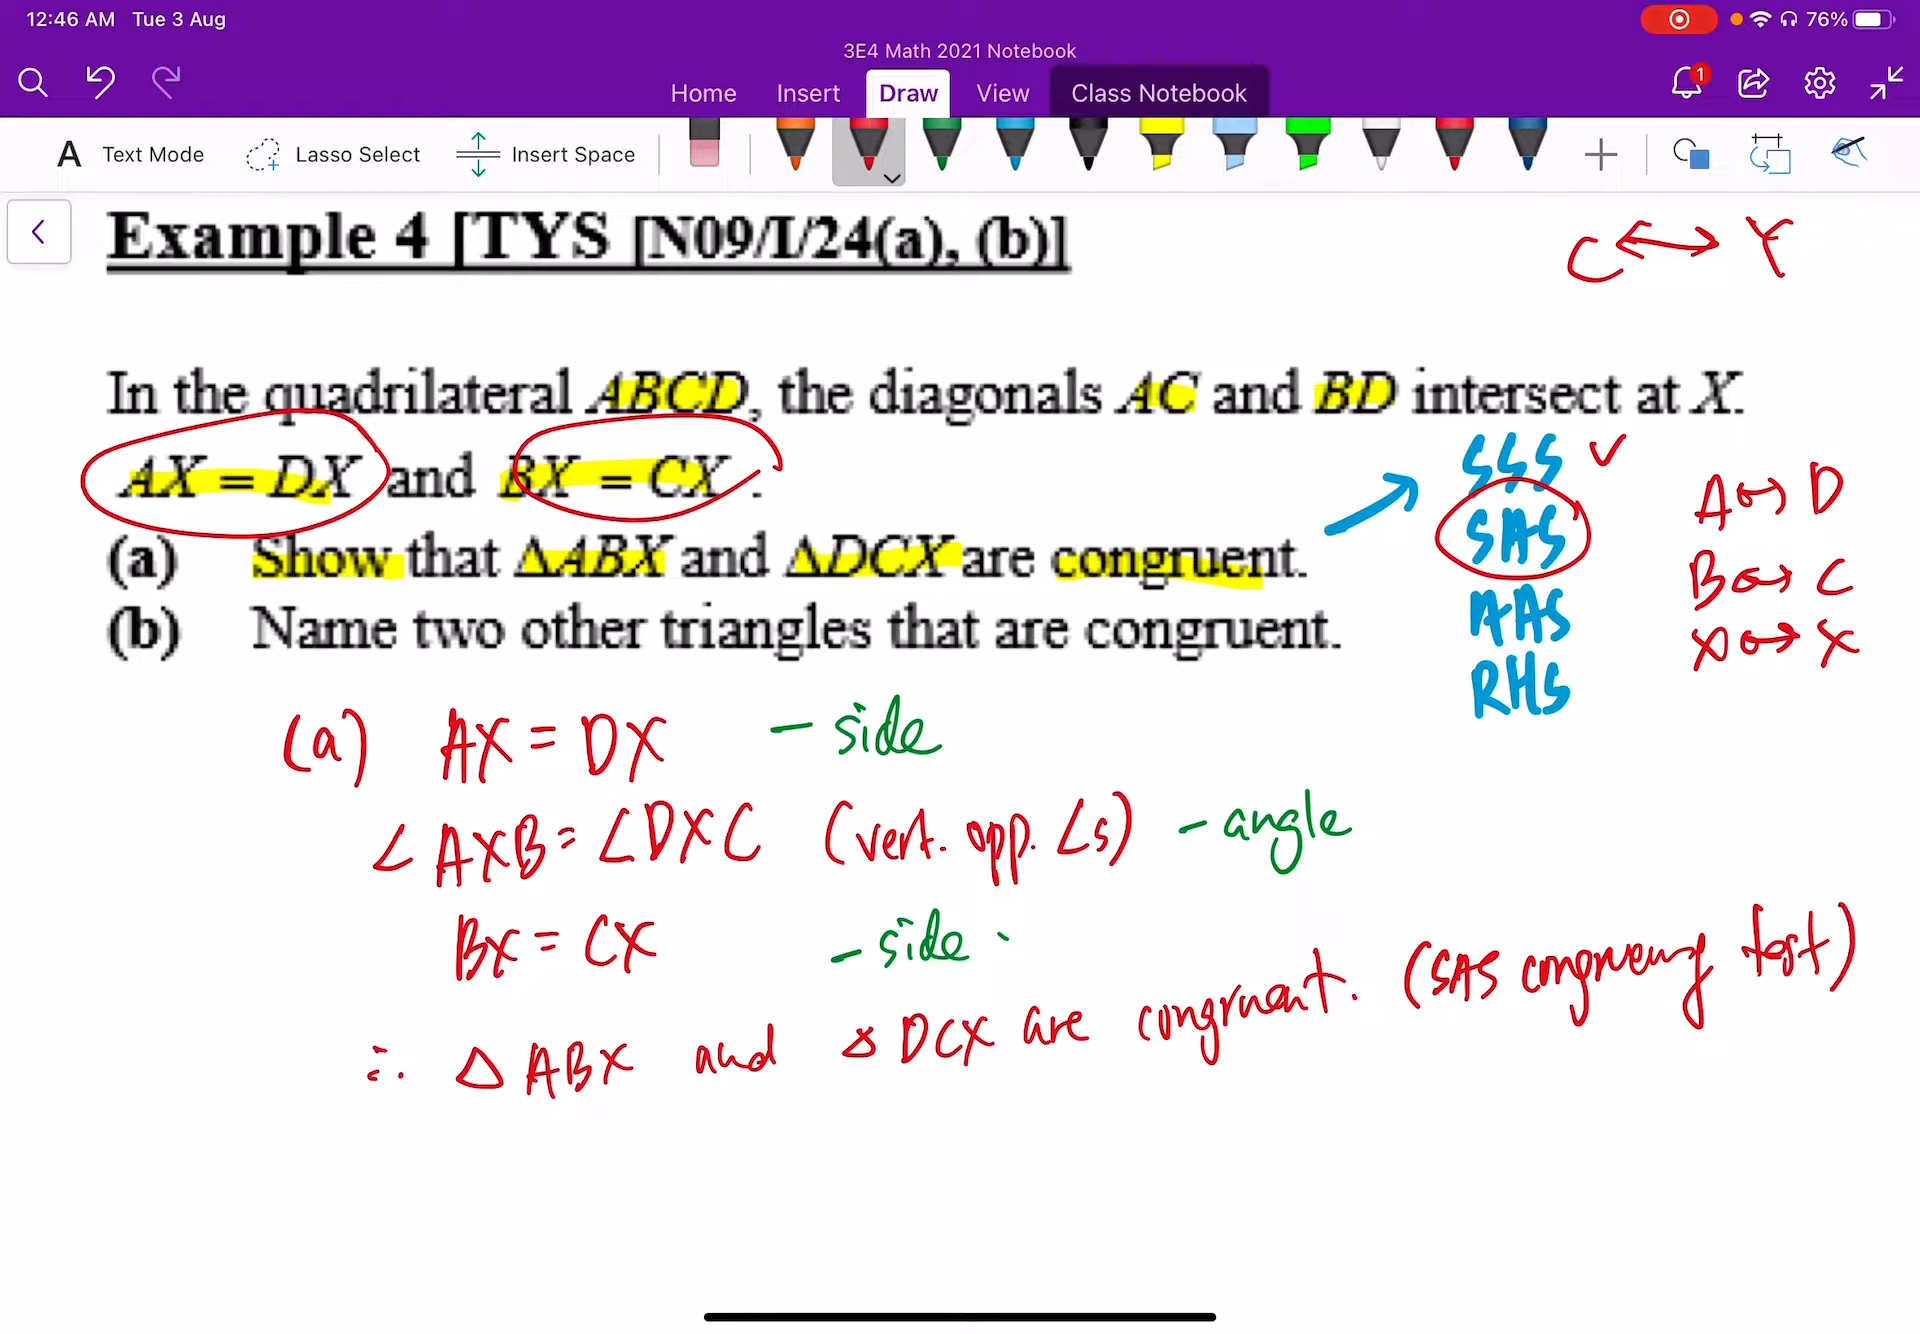 12:46 AM Tue 3 Aug
76%
3E4 Math 2021 Notebook
1
Home Insert Draw View Class Notebook
A Text Mode Lasso Select Insert Space
Example 4 [TYS [N09/I/24(a), (b)]
C ↔ Y
In the quadrilateral ABCD, the diagonals AC and BD intersect at X.
AX = DX and BX = CX .
(a) Show that ΔABX and ΔDCX are congruent.
(b) Name two other triangles that are congruent.
SSS ✓
SAS
AAS
RHS
A ↔ D
B ↔ C
X ↔ X
(a) AX = DX - side
∠AXB = ∠DXC (vert. opp. ∠s) - angle
BX = CX - side
∴ Δ ABX and Δ DCX are congruent. (SAS congruency test)